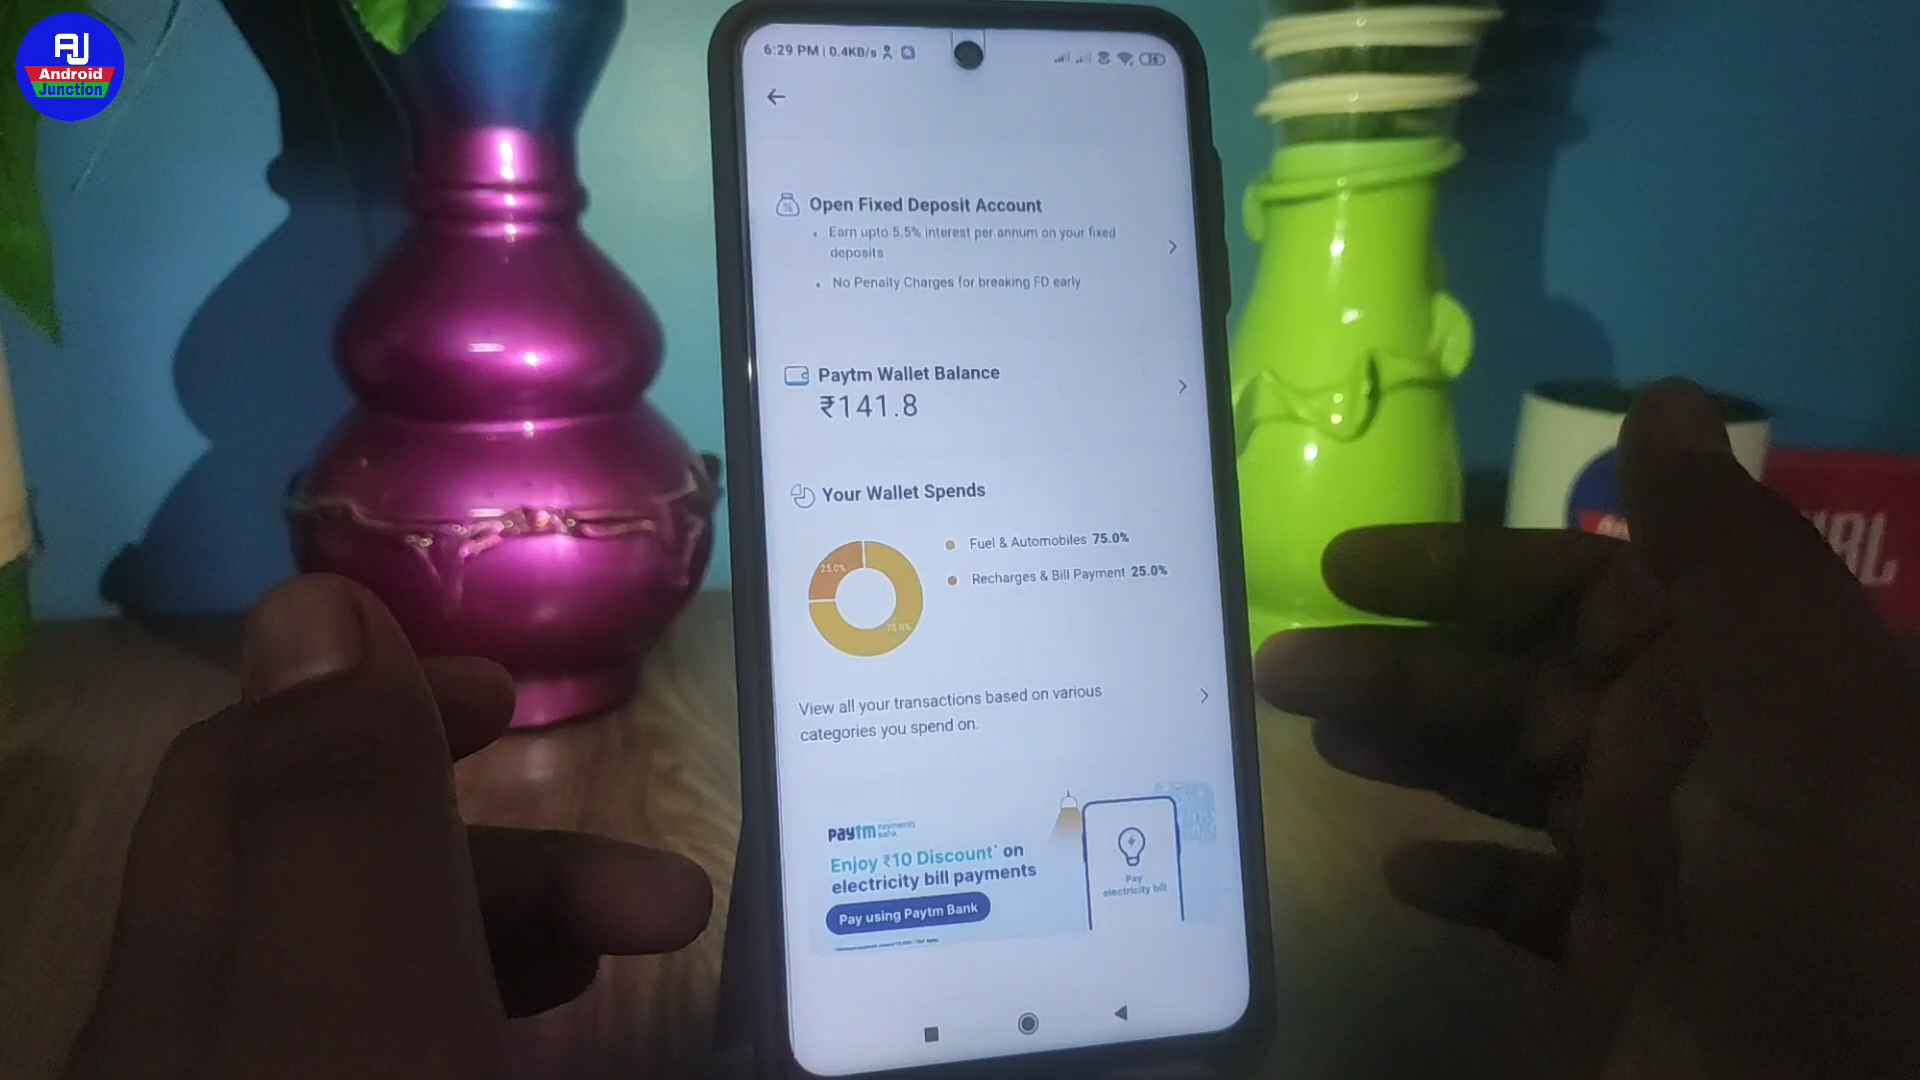 AJ
Android
Junction
6:29 PM | 0.4KB/s
Open Fixed Deposit Account
Earn upto 5.5% interest per annum on your fixed
deposits
No Penalty Charges for breaking FD early
Paytm Wallet Balance
₹141.8
Your Wallet Spends
25.0%
75.0%
Fuel & Automobiles 75.0%
Recharges & Bill Payment 25.0%
View all your transactions based on various
categories you spend on.
paytm payments
bank
Enjoy ₹10 Discount* on
electricity bill payments
Pay using Paytm Bank
Pay
electricity bill